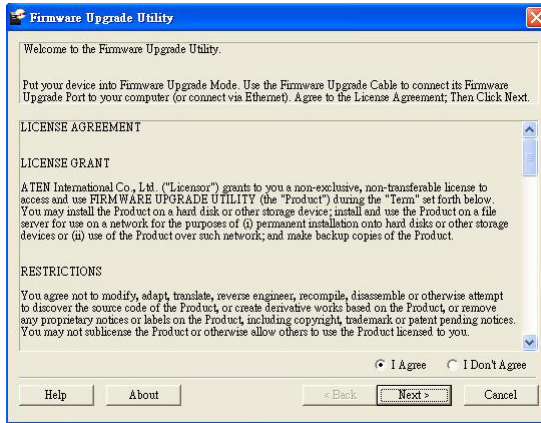 Firmware Upgrade Utility
Welcome to the Firmware Upgrade Utility.
Put your device into Firmware Upgrade Mode. Use the Firmware Upgrade Cable to connect its Firmware
Upgrade Port to your computer (or connect via Ethernet). Agree to the License Agreement; Then Click Next.
LICENSE AGREEMENT
LICENSE GRANT
ATEN International Co., Ltd. ("Licensor") grants to you a non-exclusive, non-transferable license to
access and use FIRMWARE UPGRADE UTILITY (the "Product") during the "Term" set forth below.
You may install the Product on a hard disk or other storage device; install and use the Product on a file
server for use on a network for the purposes of (i) permanent installation onto hard disks or other storage
devices or (ii) use of the Product over such network; and make backup copies of the Product.
RESTRICTIONS
You agree not to modify, adapt, translate, reverse engineer, recompile, disassemble or otherwise attempt
to discover the source code of the Product, or create derivative works based on the Product, or remove
any proprietary notices or labels on the Product, including copyright, trademark or patent pending notices.
You may not sublicense the Product or otherwise allow others to use the Product licensed to you.
I Agree I Don't Agree
Help About < Back Next > Cancel